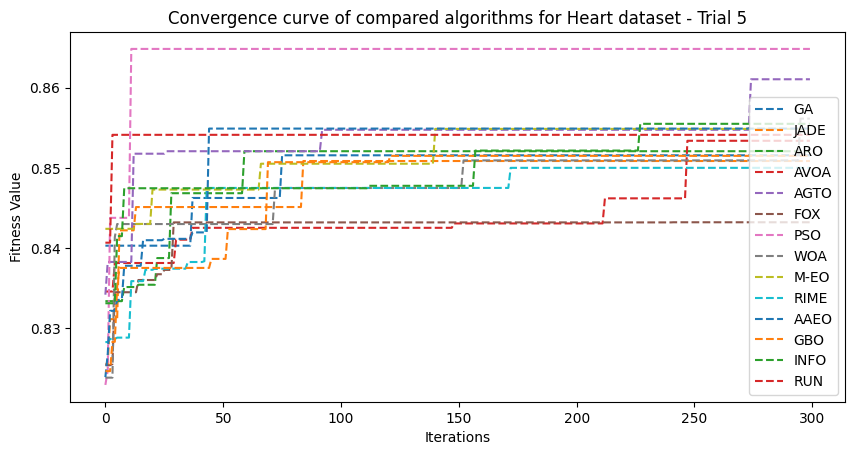 Convergence curve of compared algorithms for Heart dataset - Trial 5
Fitness Value
0.86
0.85
0.84
0.83
0
50
100
150
200
250
300
Iterations
GA
JADE
ARO
AVOA
AGTO
FOX
PSO
WOA
M-EO
RIME
AAEO
GBO
INFO
RUN